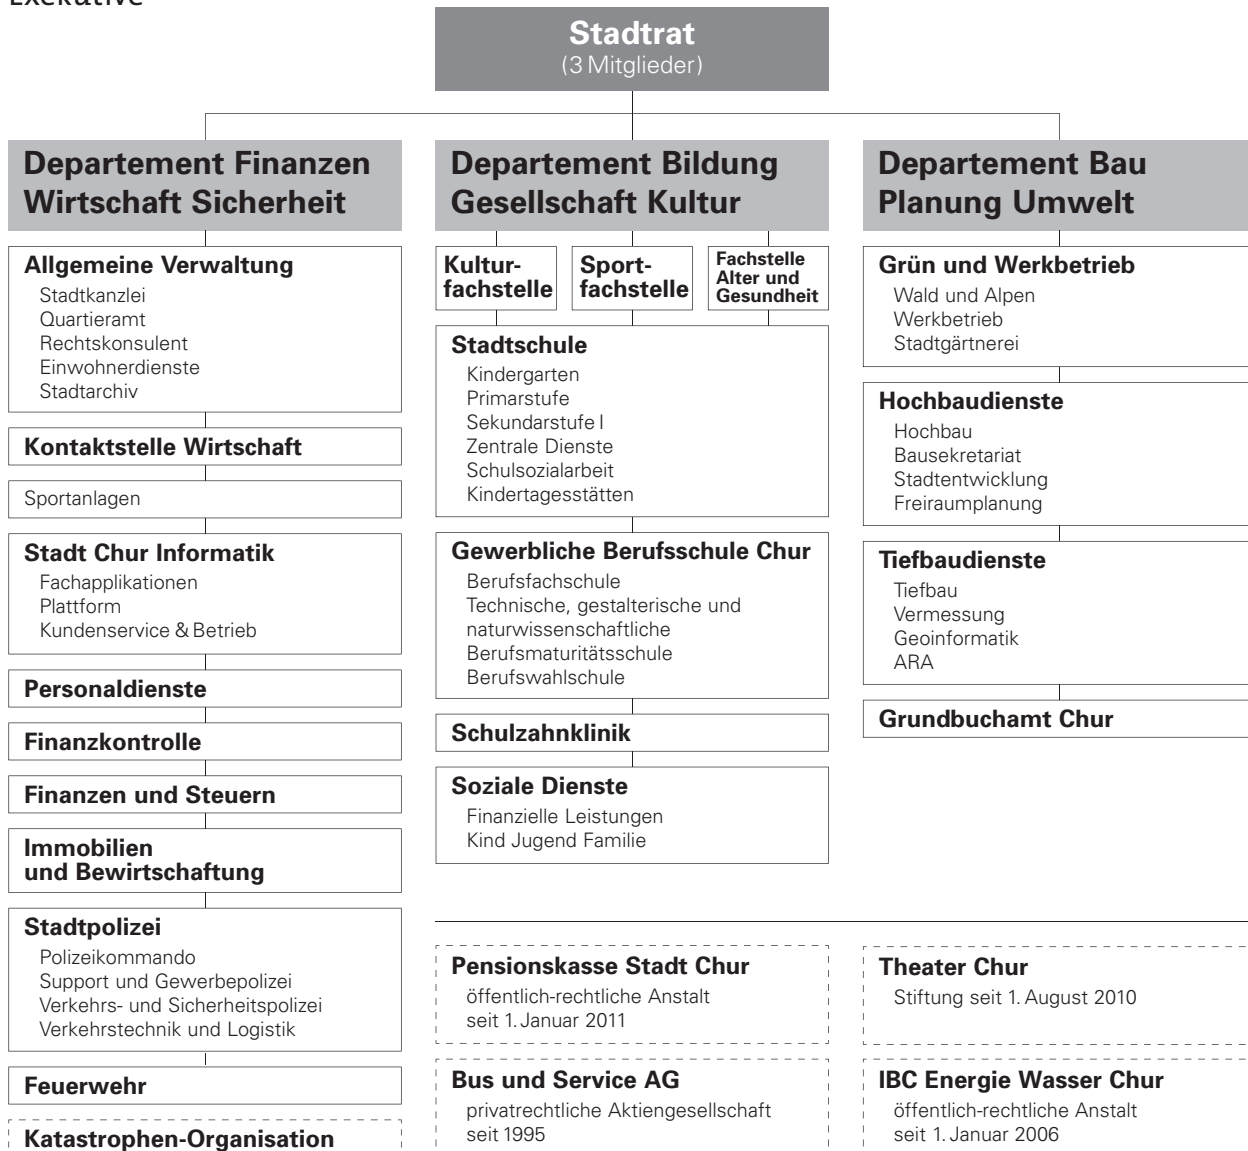 Exekutive
Stadtrat
(3 Mitglieder)
Departement Finanzen
Wirtschaft Sicherheit
Allgemeine Verwaltung
Stadtkanzlei
Quartieramt
Rechtskonsulent
Einwohnerdienste
Stadtarchiv
Kontaktstelle Wirtschaft
Sportanlagen
Stadt Chur Informatik
Fachapplikationen
Plattform
Kundenservice & Betrieb
Personaldienste
Finanzkontrolle
Finanzen und Steuern
Immobilien
und Bewirtschaftung
Stadtpolizei
Polizeikommando
Support und Gewerbepolizei
Verkehrs- und Sicherheitspolizei
Verkehrstechnik und Logistik
Feuerwehr
Katastrophen-Organisation
Departement Bildung
Gesellschaft Kultur
Kultur-
fachstelle
Sport-
fachstelle
Fachstelle
Alter und
Gesundheit
Stadtschule
Kindergarten
Primarstufe
Sekundarstufe I
Zentrale Dienste
Schulsozialarbeit
Kindertagesstätten
Gewerbliche Berufsschule Chur
Berufsfachschule
Technische, gestalterische und
naturwissenschaftliche
Berufsmaturitätsschule
Berufswahlschule
Schulzahnklinik
Soziale Dienste
Finanzielle Leistungen
Kind Jugend Familie
Departement Bau
Planung Umwelt
Grün und Werkbetrieb
Wald und Alpen
Werkbetrieb
Stadtgärtnerei
Hochbaudienste
Hochbau
Bausekretariat
Stadtentwicklung
Freiraumplanung
Tiefbaudienste
Tiefbau
Vermessung
Geoinformatik
ARA
Grundbuchamt Chur
Pensionskasse Stadt Chur
öffentlich-rechtliche Anstalt
seit 1. Januar 2011
Theater Chur
Stiftung seit 1. August 2010
Bus und Service AG
privatrechtliche Aktiengesellschaft
seit 1995
IBC Energie Wasser Chur
öffentlich-rechtliche Anstalt
seit 1. Januar 2006